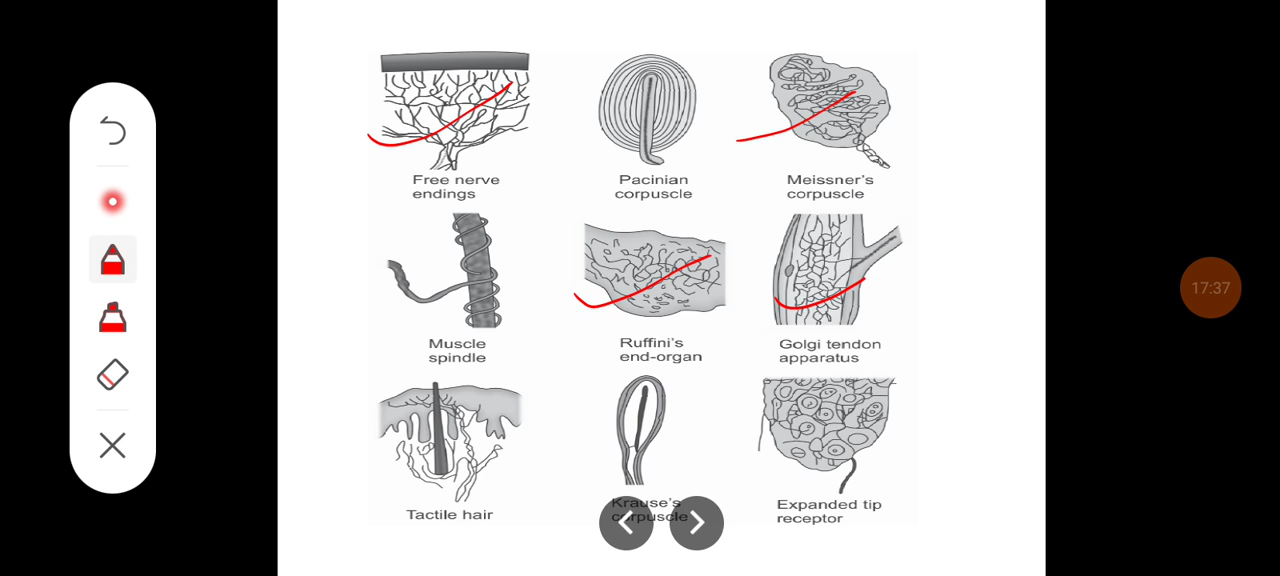 Free nerve
endings
Pacinian
corpuscle
Meissner's
corpuscle
17:37
Muscle
spindle
Ruffini's
end-organ
Golgi tendon
apparatus
Tactile hair
Krause's
corpuscle
Expanded tip
receptor